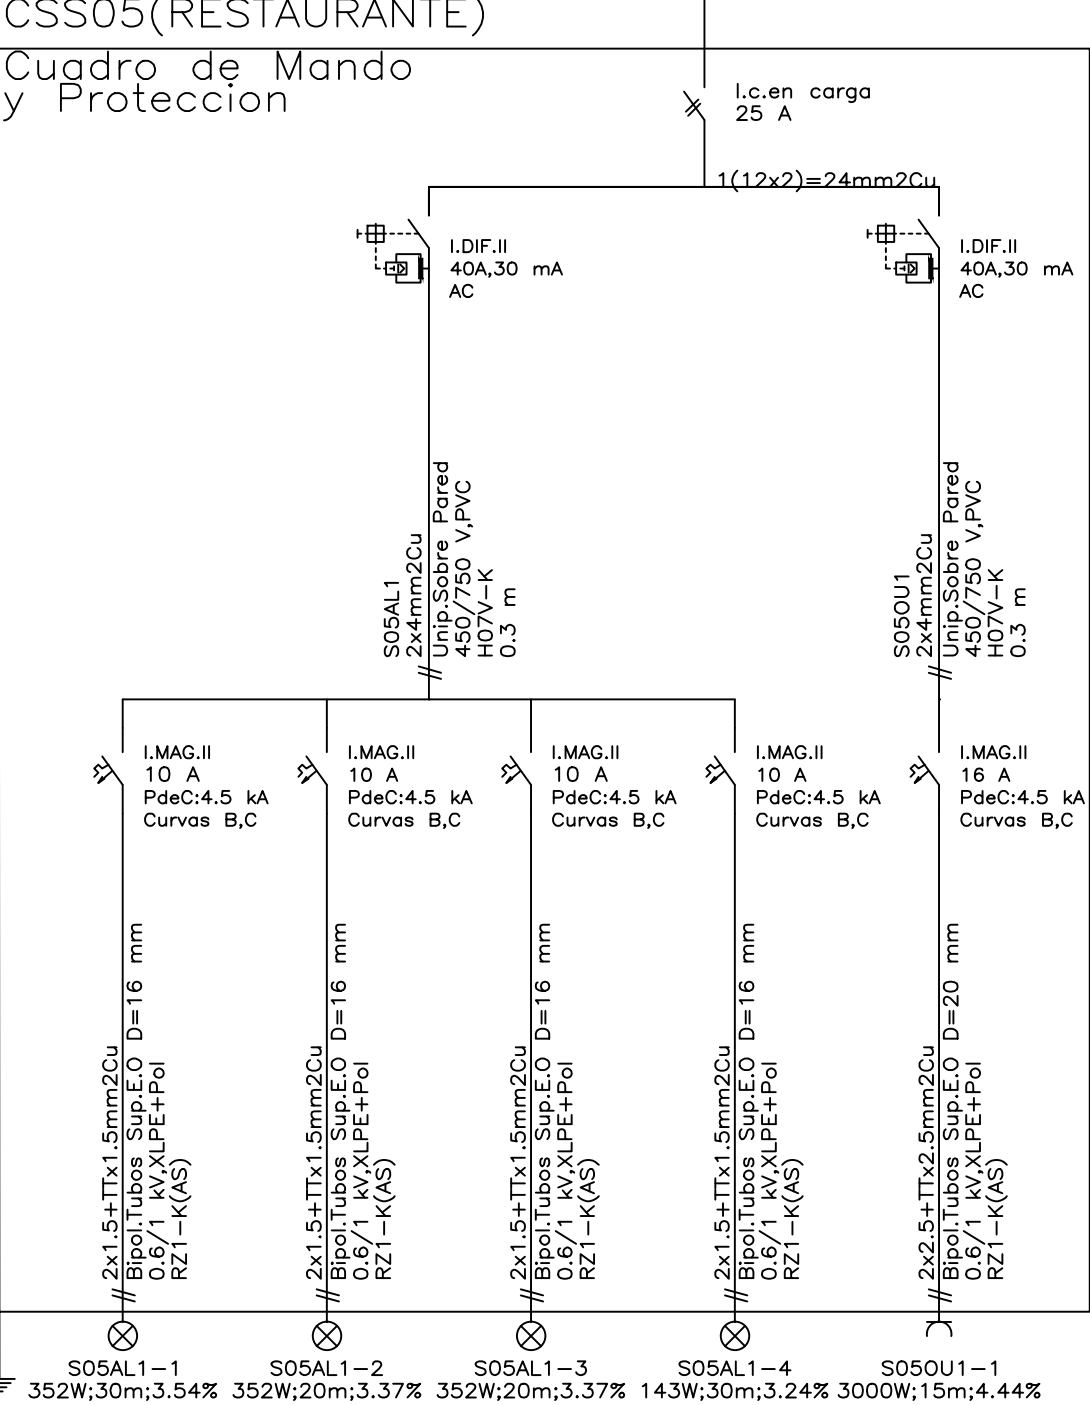 CSS05(RESTAURANTE)
Cuadro de Mando
y Proteccion
I.c.en carga
25 A
1(12x2)=24mm2Cu
I.DIF.II
40A,30 mA
AC
I.DIF.II
40A,30 mA
AC
S05AL1
2x4mm2Cu
Unip.Sobre Pared
450/750 V,PVC
H07V-K
0.3 m
S05OU1
2x4mm2Cu
Unip.Sobre Pared
450/750 V,PVC
H07V-K
0.3 m
I.MAG.II
10 A
PdeC:4.5 kA
Curvas B,C
I.MAG.II
10 A
PdeC:4.5 kA
Curvas B,C
I.MAG.II
10 A
PdeC:4.5 kA
Curvas B,C
I.MAG.II
10 A
PdeC:4.5 kA
Curvas B,C
I.MAG.II
16 A
PdeC:4.5 kA
Curvas B,C
2x1.5+TTx1.5mm2Cu
Bipol.Tubos Sup.E.O D=16 mm
0.6/1 kV,XLPE+Pol
RZ1-K(AS)
2x1.5+TTx1.5mm2Cu
Bipol.Tubos Sup.E.O D=16 mm
0.6/1 kV,XLPE+Pol
RZ1-K(AS)
2x1.5+TTx1.5mm2Cu
Bipol.Tubos Sup.E.O D=16 mm
0.6/1 kV,XLPE+Pol
RZ1-K(AS)
2x1.5+TTx1.5mm2Cu
Bipol.Tubos Sup.E.O D=16 mm
0.6/1 kV,XLPE+Pol
RZ1-K(AS)
2x2.5+TTx2.5mm2Cu
Bipol.Tubos Sup.E.O D=20 mm
0.6/1 kV,XLPE+Pol
RZ1-K(AS)
S05AL1-1
352W;30m;3.54%
S05AL1-2
352W;20m;3.37%
S05AL1-3
352W;20m;3.37%
S05AL1-4
143W;30m;3.24%
S05OU1-1
3000W;15m;4.44%